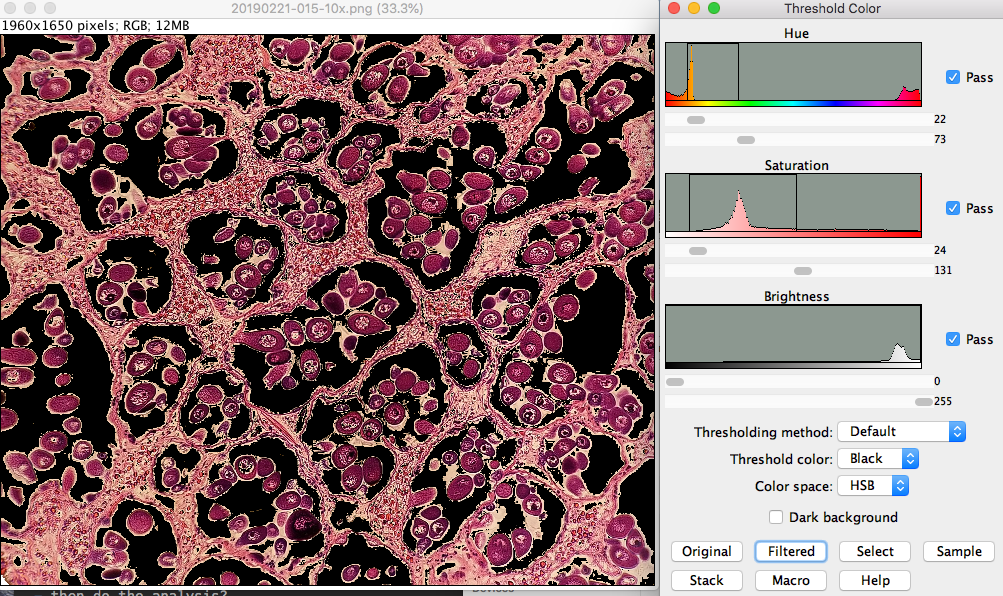 20190221-015-10x.png (33.3%)
1960x1650 pixels; RGB; 12MB
Threshold Color
Hue
Pass
22
73
Saturation
Pass
24
131
Brightness
Pass
0
255
Thresholding method: Default
Threshold color: Black
Color space: HSB
Dark background
Original Filtered Select Sample
Stack Macro Help
then do the analysis?